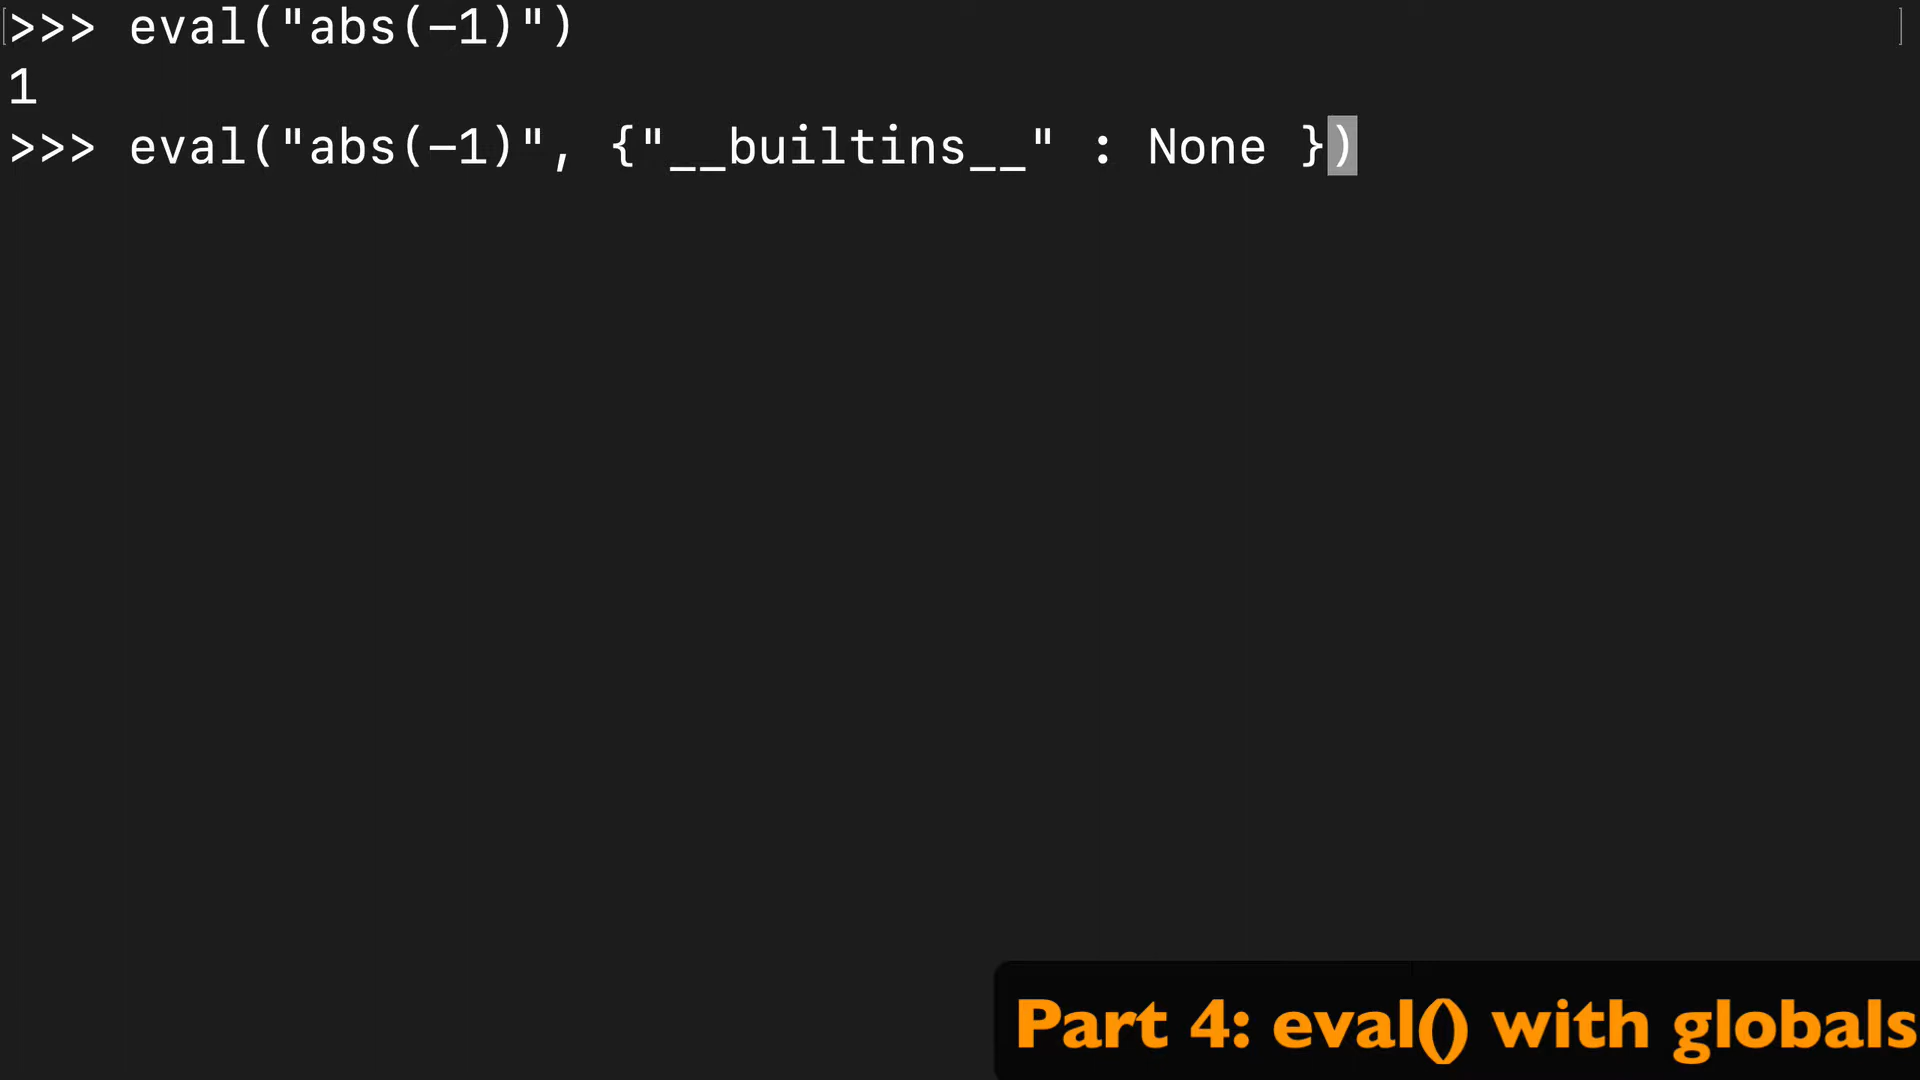 >>> eval("abs(-1)")
1
>>> eval("abs(-1)", {"__builtins__" : None })
Part 4: eval() with globals